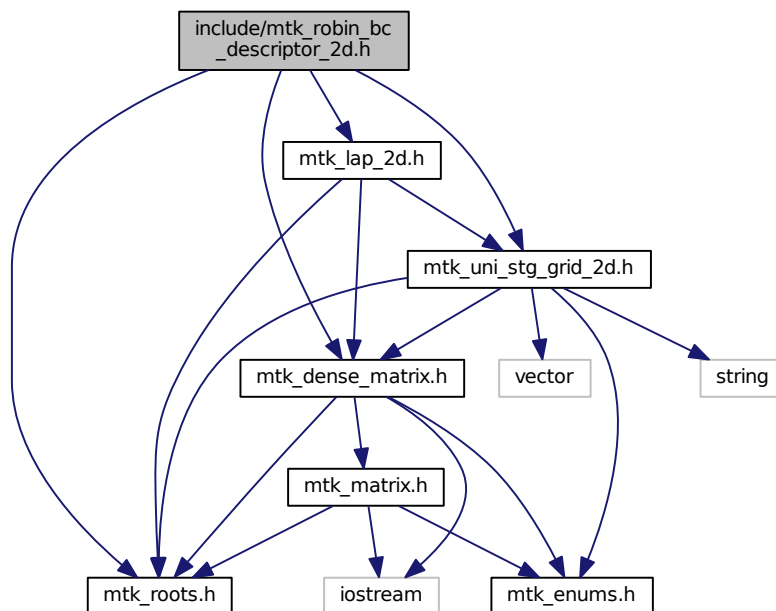 include/mtk_robin_bc
_descriptor_2d.h
mtk_lap_2d.h
mtk_uni_stg_grid_2d.h
mtk_dense_matrix.h
vector
string
mtk_matrix.h
mtk_roots.h
iostream
mtk_enums.h